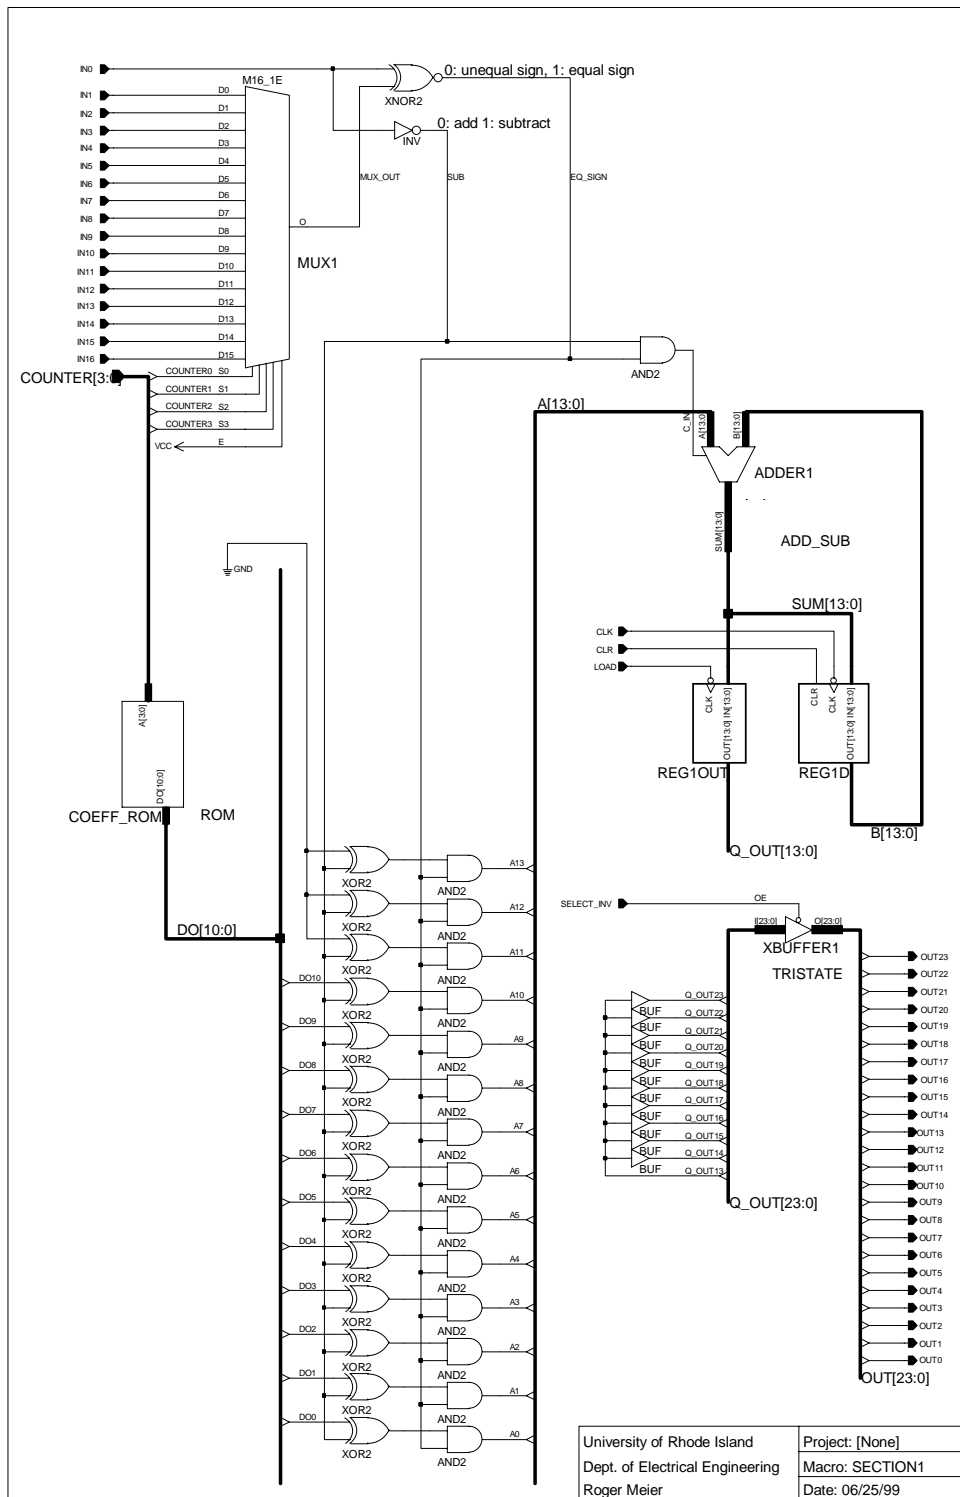 IN0
0: unequal sign, 1: equal sign
M16_1E
XNOR2
IN1 D0
IN2 D1
0: add 1: subtract
IN3 D2
INV
IN4 D3
IN5 D4
MUX_OUT
SUB
EQ_SIGN
IN6 D5
IN7 D6
IN8 D7
O
IN9 D8
IN10 D9
MUX1
IN11 D10
IN12 D11
IN13 D12
IN14 D13
IN15 D14
IN16 D15
AND2
COUNTER[3:0]
COUNTER0 S0
COUNTER1 S1
COUNTER2 S2
COUNTER3 S3
VCC
E
A[13:0]
C_IN
A[13:0]
B[13:0]
ADDER1
SUM[13:0]
ADD_SUB
GND
SUM[13:0]
CLK
CLR
LOAD
CLK
OUT[13:0] IN[13:0]
CLR
CLK
OUT[13:0] IN[13:0]
REG1OUT
REG1D
A[3:0]
DO[10:0]
COEFF_ROM
ROM
B[13:0]
Q_OUT[13:0]
XOR2
AND2
A13
XOR2
AND2
A12
XOR2
AND2
A11
DO[10:0]
DO10
XOR2
AND2
A10
DO9
XOR2
AND2
A9
DO8
XOR2
AND2
A8
DO7
XOR2
AND2
A7
DO6
XOR2
AND2
A6
DO5
XOR2
AND2
A5
DO4
XOR2
AND2
A4
DO3
XOR2
AND2
A3
DO2
XOR2
AND2
A2
DO1
XOR2
AND2
A1
DO0
XOR2
AND2
A0
SELECT_INV
OE
I[23:0]
O[23:0]
XBUFFER1
TRISTATE
Q_OUT23
BUF
Q_OUT22
BUF
Q_OUT21
BUF
Q_OUT20
BUF
Q_OUT19
BUF
Q_OUT18
BUF
Q_OUT17
BUF
Q_OUT16
BUF
Q_OUT15
BUF
Q_OUT14
BUF
Q_OUT13
Q_OUT[23:0]
OUT23
OUT22
OUT21
OUT20
OUT19
OUT18
OUT17
OUT16
OUT15
OUT14
OUT13
OUT12
OUT11
OUT10
OUT9
OUT8
OUT7
OUT6
OUT5
OUT4
OUT3
OUT2
OUT1
OUT0
OUT[23:0]
University of Rhode Island
Project: [None]
Dept. of Electrical Engineering
Macro: SECTION1
Roger Meier
Date: 06/25/99